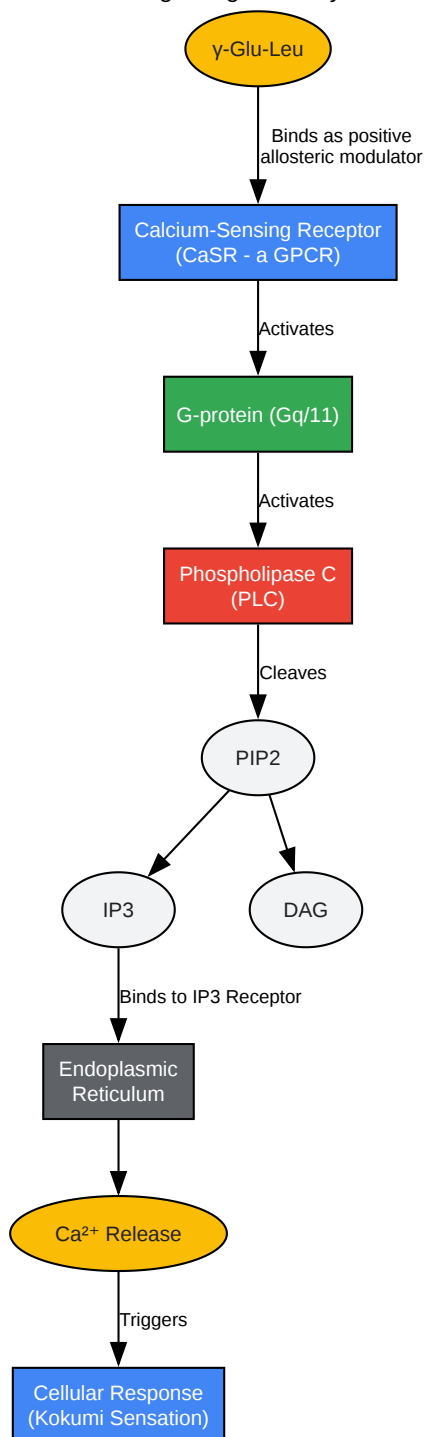 γ-Glu-Leu
Binds as positive
allosteric modulator
Calcium-Sensing Receptor
(CaSR - a GPCR)
Activates
G-protein (Gq/11)
Activates
Phospholipase C
(PLC)
Cleaves
PIP2
IP3
DAG
Binds to IP3 Receptor
Endoplasmic
Reticulum
Ca²⁺ Release
Triggers
Cellular Response
(Kokumi Sensation)